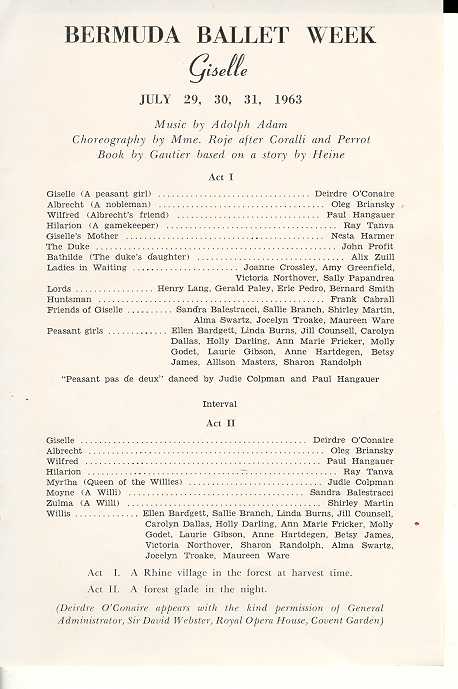 BERMUDA BALLET WEEK
Giselle
JULY 29, 30, 31, 1963
Music by Adolph Adam
Choreography by Mme. Roje after Coralli and Perrot
Book by Gautier based on a story by Heine
Act I
Giselle (A peasant girl) .................................. Deirdre O'Conaire
Albrecht (A nobleman) .................................... Oleg Briansky
Wilfred (Albrecht's friend) ................................ Paul Hangauer
Hilarion (A gamekeeper) ...................................... Ray Tanva
Giselle's Mother ........................................... Nesta Harmer
The Duke ..................................................... John Profit
Bathilde (The duke's daughter) ................................ Alix Zuill
Ladies in Waiting ...................... Joanne Crossley, Amy Greenfield,
Victoria Northover, Sally Papandrea
Lords ................ Henry Lang, Gerald Paley, Eric Pedro, Bernard Smith
Huntsman ................................................. Frank Cabrall
Friends of Giselle .......... Sandra Balestracci, Sallie Branch, Shirley Martin,
Alma Swartz, Jocelyn Troake, Maureen Ware
Peasant girls ............ Ellen Bardgett, Linda Burns, Jill Counsell, Carolyn
Dallas, Holly Darling, Ann Marie Fricker, Molly
Godet, Laurie Gibson, Anne Hartdegen, Betsy
James, Allison Masters, Sharon Randolph
"Peasant pas de deux" danced by Judie Colpman and Paul Hangauer
Interval
Act II
Giselle ................................................. Deirdre O'Conaire
Albrecht .................................................... Oleg Briansky
Wilfred .................................................... Paul Hangauer
Hilarion ....................................................... Ray Tanva
Myrtha (Queen of the Willies) ............................ Judie Colpman
Moyne (A Willi) ...................................... Sandra Balestracci
Zulma (A Willi) .......................................... Shirley Martin
Willis ............. Ellen Bardgett, Sallie Branch, Linda Burns, Jill Counsell,
Carolyn Dallas, Holly Darling, Ann Marie Fricker, Molly
Godet, Laurie Gibson, Anne Hartdegen, Betsy James,
Victoria Northover, Sharon Randolph, Alma Swartz,
Jocelyn Troake, Maureen Ware
Act I. A Rhine village in the forest at harvest time.
Act II. A forest glade in the night.
(Deirdre O'Conaire appears with the kind permission of General
Administrator, Sir David Webster, Royal Opera House, Covent Garden)